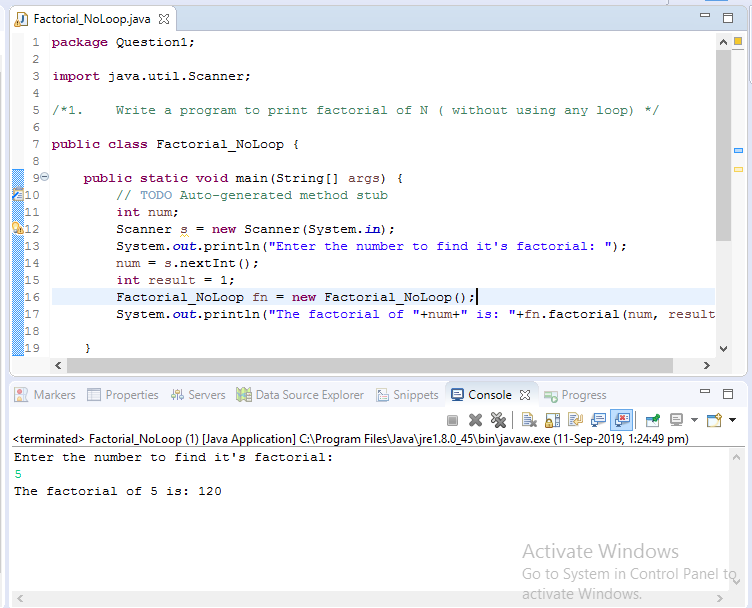 Factorial_NoLoop.java
1 package Question1;
2
3 import java.util.Scanner;
4
5 /*1.    Write a program to print factorial of N ( without using any loop) */
6
7 public class Factorial_NoLoop {
8
9     public static void main(String[] args) {
10         // TODO Auto-generated method stub
11         int num;
12         Scanner s = new Scanner(System.in);
13         System.out.println("Enter the number to find it's factorial: ");
14         num = s.nextInt();
15         int result = 1;
16         Factorial_NoLoop fn = new Factorial_NoLoop();
17         System.out.println("The factorial of "+num+" is: "+fn.factorial(num, result
18
19     }
Markers Properties Servers Data Source Explorer Snippets Console Progress
<terminated> Factorial_NoLoop (1) [Java Application] C:\Program Files\Java\jre1.8.0_45\bin\javaw.exe (11-Sep-2019, 1:24:49 pm)
Enter the number to find it's factorial:
5
The factorial of 5 is: 120
Activate Windows
Go to System in Control Panel to
activate Windows.